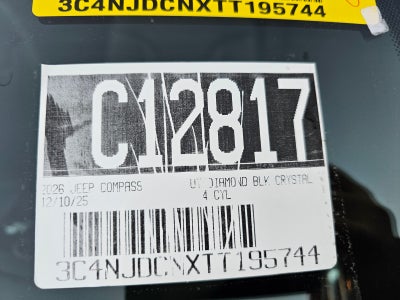 3C4NJDCNXTT195744
C12817
2026 JEEP COMPASS DIAMOND BLK CRYSTAL
12/10/25 4 CYL
3C4NJDCNXTT195744